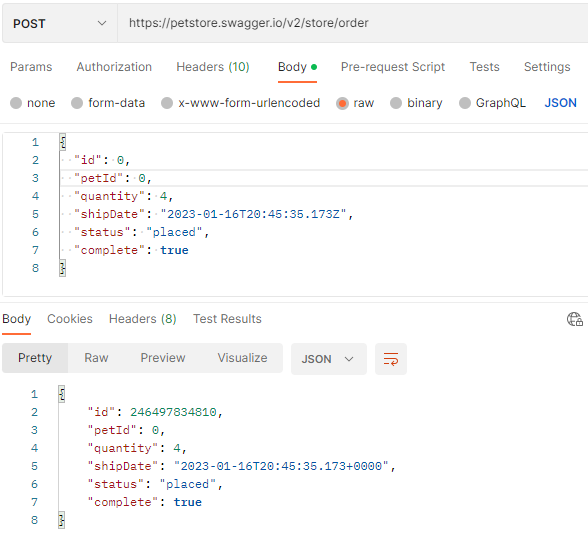 POST https://petstore.swagger.io/v2/store/order
Params Authorization Headers (10) Body Pre-request Script Tests Settings
none form-data x-www-form-urlencoded raw binary GraphQL JSON
1 {
2 "id": 0,
3 "petId": 0,
4 "quantity": 4,
5 "shipDate": "2023-01-16T20:45:35.173Z",
6 "status": "placed",
7 "complete": true
8 }
Body Cookies Headers (8) Test Results
Pretty Raw Preview Visualize JSON
1 {
2 "id": 246497834810,
3 "petId": 0,
4 "quantity": 4,
5 "shipDate": "2023-01-16T20:45:35.173+0000",
6 "status": "placed",
7 "complete": true
8 }